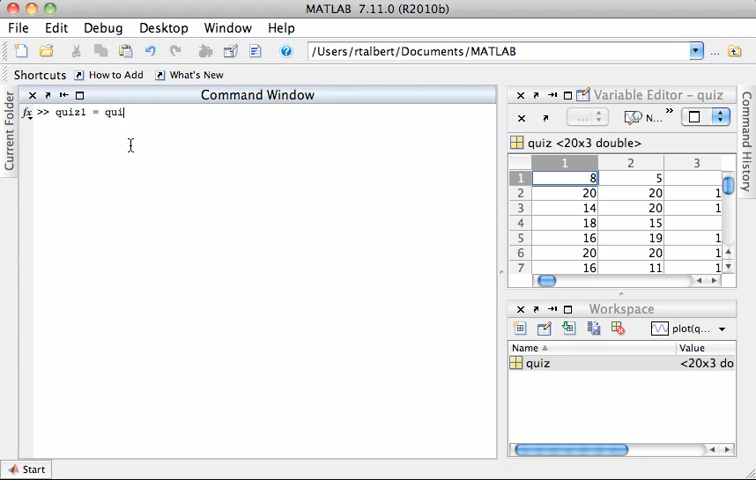 MATLAB 7.11.0 (R2010b)
File Edit Debug Desktop Window Help
/Users/rtalbert/Documents/MATLAB ...
Shortcuts How to Add What's New
Current Folder
Command Window
fx >> quiz1 = qui
Variable Editor - quiz
... N...
quiz <20x3 double>
1 2 3
1 8 5
2 20 20 1
3 14 20 1
4 18 15
5 16 19 1
6 20 20 1
7 16 11 1
Command History
Workspace
plot(q...
Name Value
quiz <20x3 do
Start